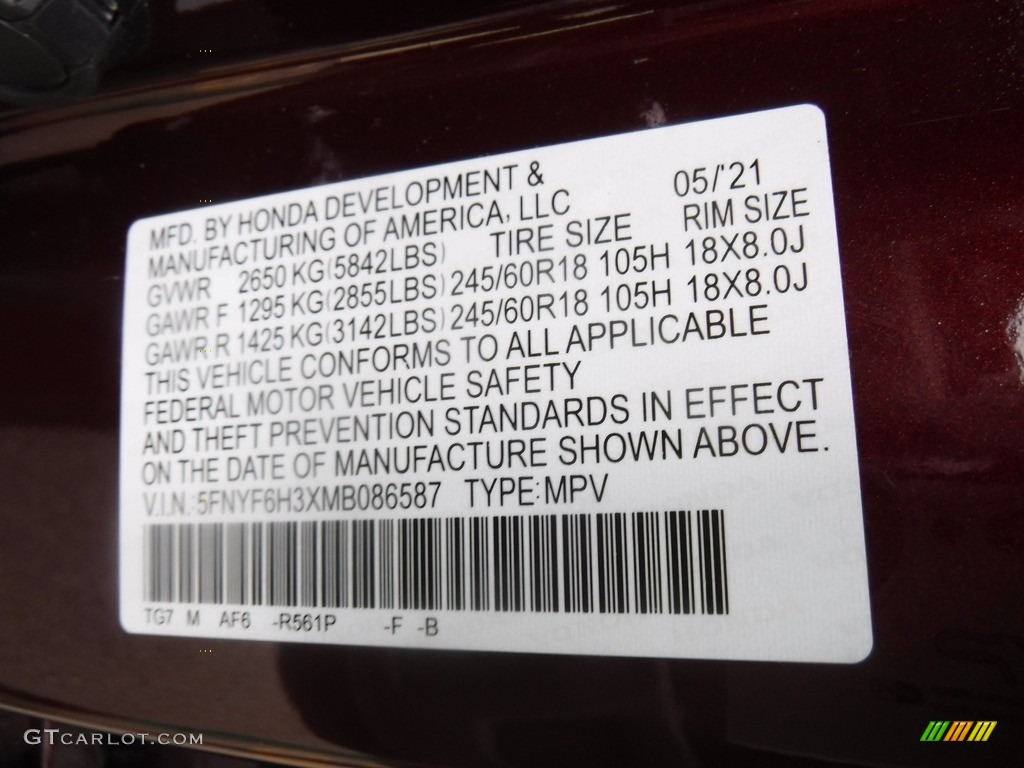 MFD. BY HONDA DEVELOPMENT & 05/'21
MANUFACTURING OF AMERICA, LLC
GVWR 2650 KG(5842LBS) TIRE SIZE RIM SIZE
GAWR F 1295 KG(2855LBS) 245/60R18 105H 18X8.0J
GAWR R 1425 KG(3142LBS) 245/60R18 105H 18X8.0J
THIS VEHICLE CONFORMS TO ALL APPLICABLE
FEDERAL MOTOR VEHICLE SAFETY
AND THEFT PREVENTION STANDARDS IN EFFECT
ON THE DATE OF MANUFACTURE SHOWN ABOVE.
V.I.N.:5FNYF6H3XMB086587 TYPE:MPV
TG7 M AF6 -R561P -F -B
GTCARLOT.COM